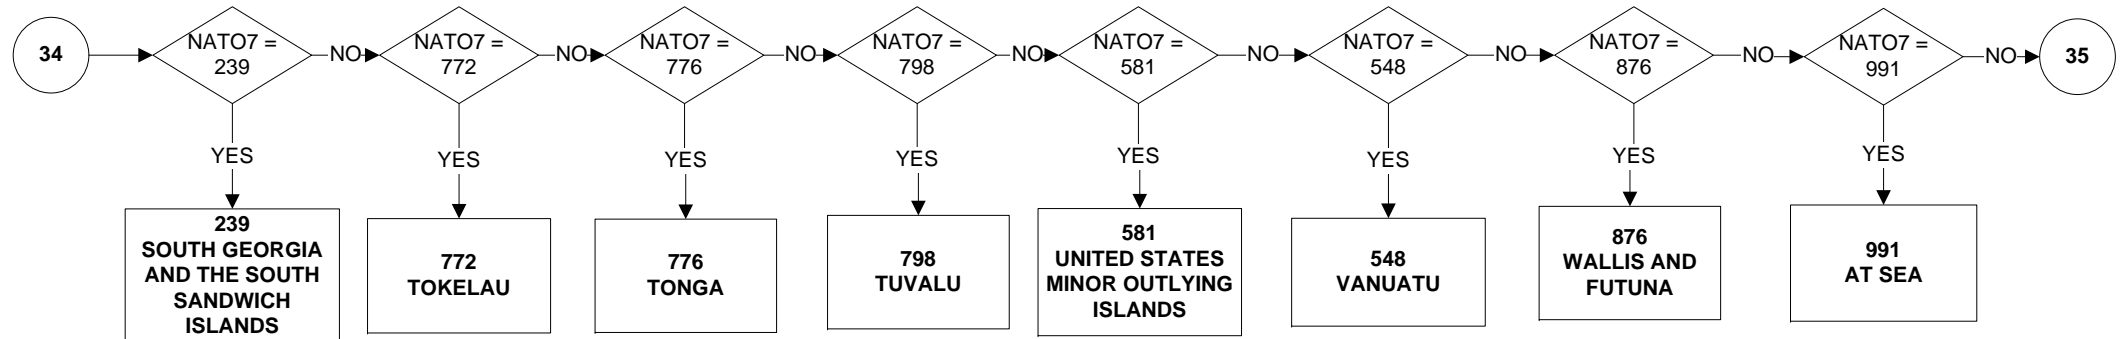 34
NATO7 =
239
NO
NATO7 =
772
NO
NATO7 =
776
NO
NATO7 =
798
NO
NATO7 =
581
NO
NATO7 =
548
NO
NATO7 =
876
NO
NATO7 =
991
NO
35
YES
YES
YES
YES
YES
YES
YES
YES
239
SOUTH GEORGIA
AND THE SOUTH
SANDWICH
ISLANDS
772
TOKELAU
776
TONGA
798
TUVALU
581
UNITED STATES
MINOR OUTLYING
ISLANDS
548
VANUATU
876
WALLIS AND
FUTUNA
991
AT SEA